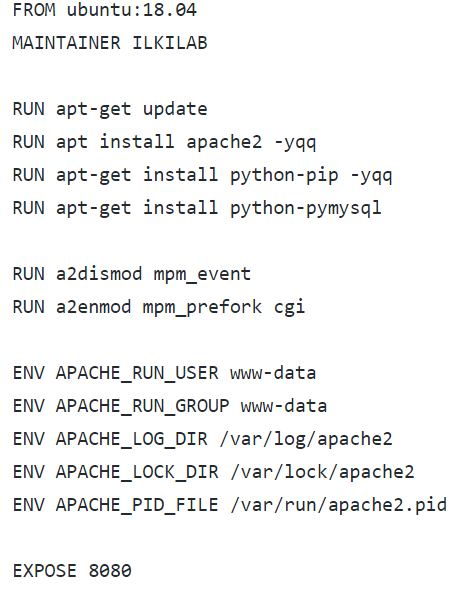 FROM ubuntu:18.04
MAINTAINER ILKILAB
RUN apt-get update
RUN apt install apache2 -yqq
RUN apt-get install python-pip -yqq
RUN apt-get install python-pymysql
RUN a2dismod mpm_event
RUN a2enmod mpm_prefork cgi
ENV APACHE_RUN_USER www-data
ENV APACHE_RUN_GROUP www-data
ENV APACHE_LOG_DIR /var/log/apache2
ENV APACHE_LOCK_DIR /var/lock/apache2
ENV APACHE_PID_FILE /var/run/apache2.pid
EXPOSE 8080